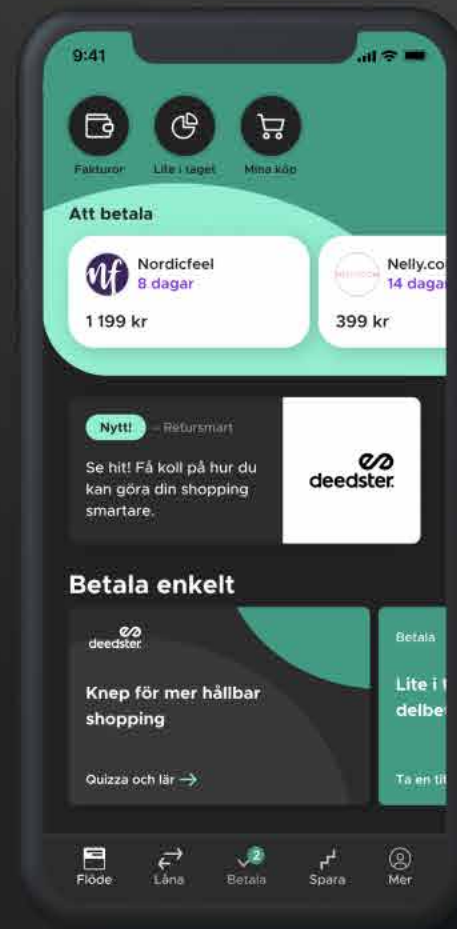 9:41
Fakturor
Lite i taget
Mina köp
Att betala
nf
Nordicfeel
8 dagar
1 199 kr
Nelly.co
14 daga
399 kr
Nytt!
– Retursmart
Se hit! Få koll på hur du
kan göra din shopping
smartare.
deedster.
Betala enkelt
deedster.
Knep för mer hållbar
shopping
Quizza och lär →
Betala
Lite i t
delbe
Ta en tit
Flöde
Låna
2
Betala
Spara
Mer